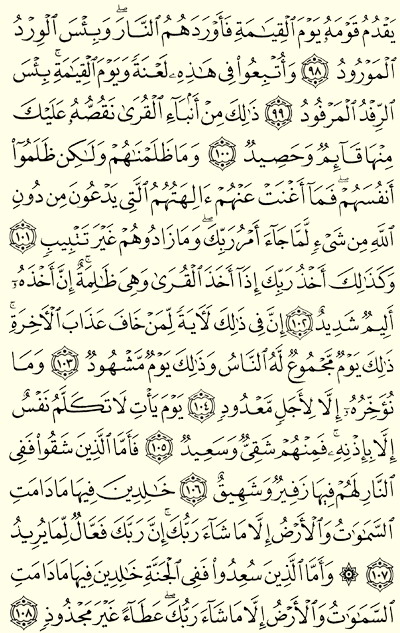 يَقْدُمُ قَوْمَهُۥ يَوْمَ ٱلْقِيَٰمَةِ فَأَوْرَدَهُمُ ٱلنَّارَۖ وَبِئْسَ ٱلْوِرْدُ
ٱلْمَوْرُودُ ﴿٩٨﴾ وَأُتْبِعُوا۟ فِى هَٰذِهِۦ لَعْنَةً وَيَوْمَ ٱلْقِيَٰمَةِۚ بِئْسَ
ٱلرِّفْدُ ٱلْمَرْفُودُ ﴿٩٩﴾ ذَٰلِكَ مِنْ أَنۢبَآءِ ٱلْقُرَىٰ نَقُصُّهُۥ عَلَيْكَۖ
مِنْهَا قَآئِمٌ وَحَصِيدٌ ﴿١٠٠﴾ وَمَا ظَلَمْنَٰهُمْ وَلَٰكِن ظَلَمُوٓا۟
أَنفُسَهُمْۖ فَمَآ أَغْنَتْ عَنْهُمْ ءَالِهَتُهُمُ ٱلَّتِى يَدْعُونَ مِن دُونِ
ٱللَّهِ مِن شَىْءٍ لَّمَّا جَآءَ أَمْرُ رَبِّكَۖ وَمَا زَادُوهُمْ غَيْرَ تَتْبِيبٍ ﴿١٠١﴾
وَكَذَٰلِكَ أَخْذُ رَبِّكَ إِذَآ أَخَذَ ٱلْقُرَىٰ وَهِىَ ظَٰلِمَةٌۚ إِنَّ أَخْذَهُۥٓ
أَلِيمٌ شَدِيدٌ ﴿١٠٢﴾ إِنَّ فِى ذَٰلِكَ لَءَايَةً لِّمَنْ خَافَ عَذَابَ ٱلْءَاخِرَةِۚ
ذَٰلِكَ يَوْمٌ مَّجْمُوعٌ لَّهُ ٱلنَّاسُ وَذَٰلِكَ يَوْمٌ مَّشْهُودٌ ﴿١٠٣﴾ وَمَا
نُؤَخِّرُهُۥٓ إِلَّا لِأَجَلٍ مَّعْدُودٍ ﴿١٠٤﴾ يَوْمَ يَأْتِ لَا تَكَلَّمُ نَفْسٌ
إِلَّا بِإِذْنِهِۦۚ فَمِنْهُمْ شَقِىٌّ وَسَعِيدٌ ﴿١٠٥﴾ فَأَمَّا ٱلَّذِينَ شَقُوا۟ فَفِى
ٱلنَّارِ لَهُمْ فِيهَا زَفِيرٌ وَشَهِيقٌ ﴿١٠٦﴾ خَٰلِدِينَ فِيهَا مَا دَامَتِ
ٱلسَّمَٰوَٰتُ وَٱلْأَرْضُ إِلَّا مَا شَآءَ رَبُّكَۚ إِنَّ رَبَّكَ فَعَّالٌ لِّمَا يُرِيدُ
﴿١٠٧﴾ ۞ وَأَمَّا ٱلَّذِينَ سُعِدُوا۟ فَفِى ٱلْجَنَّةِ خَٰلِدِينَ فِيهَا مَا دَامَتِ
ٱلسَّمَٰوَٰتُ وَٱلْأَرْضُ إِلَّا مَا شَآءَ رَبُّكَۖ عَطَآءً غَيْرَ مَجْذُوذٍ ﴿١٠٨﴾